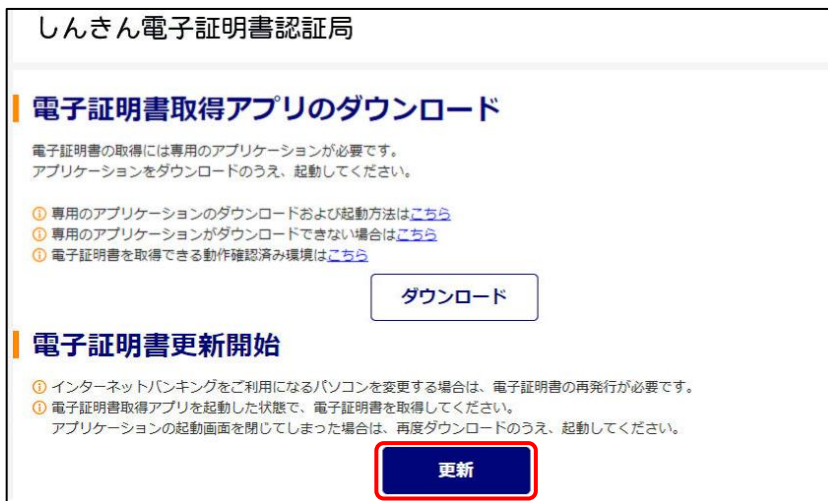 しんきん電子証明書認証局
電子証明書取得アプリのダウンロード
電子証明書の取得には専用のアプリケーションが必要です。
アプリケーションをダウンロードのうえ、起動してください。
専用のアプリケーションのダウンロードおよび起動方法はこちら
専用のアプリケーションがダウンロードできない場合はこちら
電子証明書を取得できる動作確認済み環境はこちら
ダウンロード
電子証明書更新開始
インターネットバンキングをご利用になるパソコンを変更する場合は、電子証明書の再発行が必要です。
電子証明書取得アプリを起動した状態で、電子証明書を取得してください。
アプリケーションの起動画面を閉じてしまった場合は、再度ダウンロードのうえ、起動してください。
更新